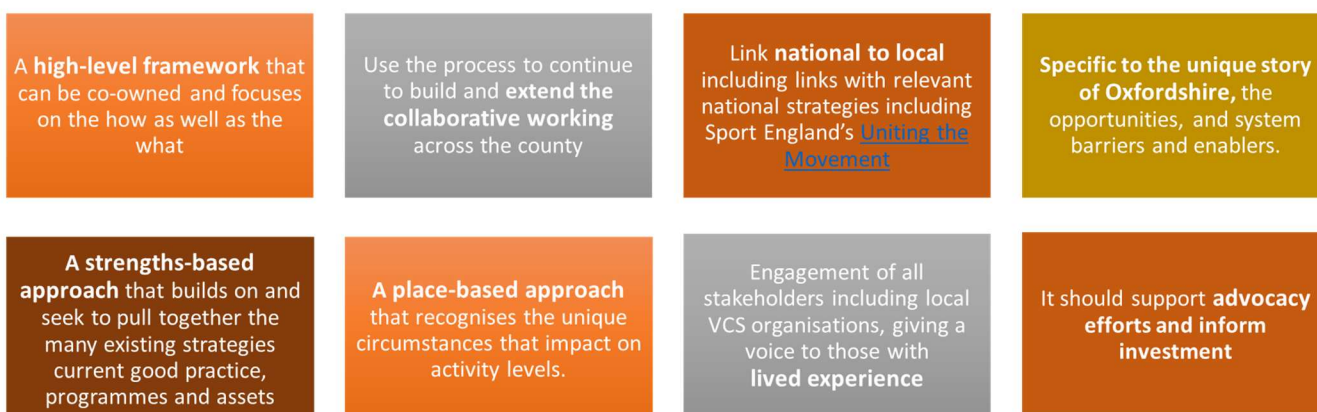 A high-level framework that
can be co-owned and focuses
on the how as well as the
what
Use the process to continue
to build and extend the
collaborative working
across the county
Link national to local
including links with relevant
national strategies including
Sport England's Uniting the
Movement
Specific to the unique story
of Oxfordshire, the
opportunities, and system
barriers and enablers.
A strengths-based
approach that builds on and
seek to pull together the
many existing strategies
current good practice,
programmes and assets
A place-based approach
that recognises the unique
circumstances that impact on
activity levels.
Engagement of all
stakeholders including local
VCS organisations, giving a
voice to those with
lived experience
It should support advocacy
efforts and inform
investment